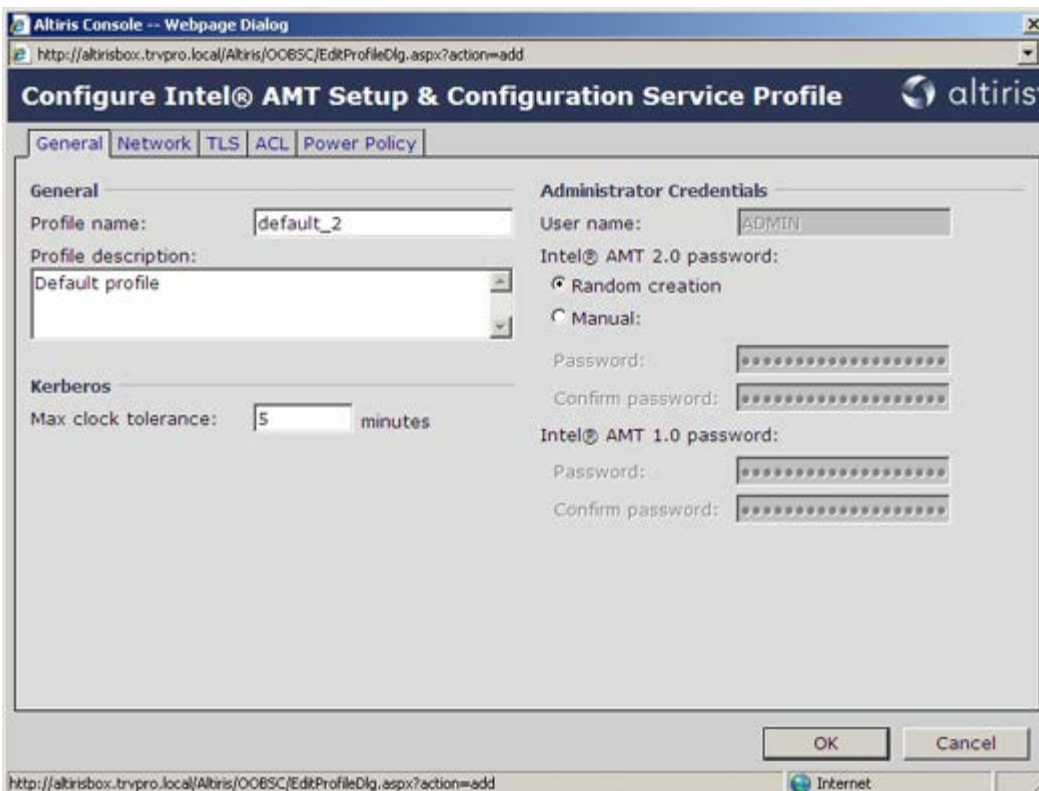 Altiris Console -- Webpage Dialog
http://altirisbox.trvpro.local/Altiris/OOBSC/EditProfileDlg.aspx?action=add
Configure Intel® AMT Setup & Configuration Service Profile
altiris
General Network TLS ACL Power Policy
General
Profile name: default_2
Profile description:
Default profile
Kerberos
Max clock tolerance: 5 minutes
Administrator Credentials
User name: ADMIN
Intel® AMT 2.0 password:
Random creation
Manual:
Password:
Confirm password:
Intel® AMT 1.0 password:
Password:
Confirm password:
OK Cancel
http://altirisbox.trvpro.local/Altiris/OOBSC/EditProfileDlg.aspx?action=add
Internet